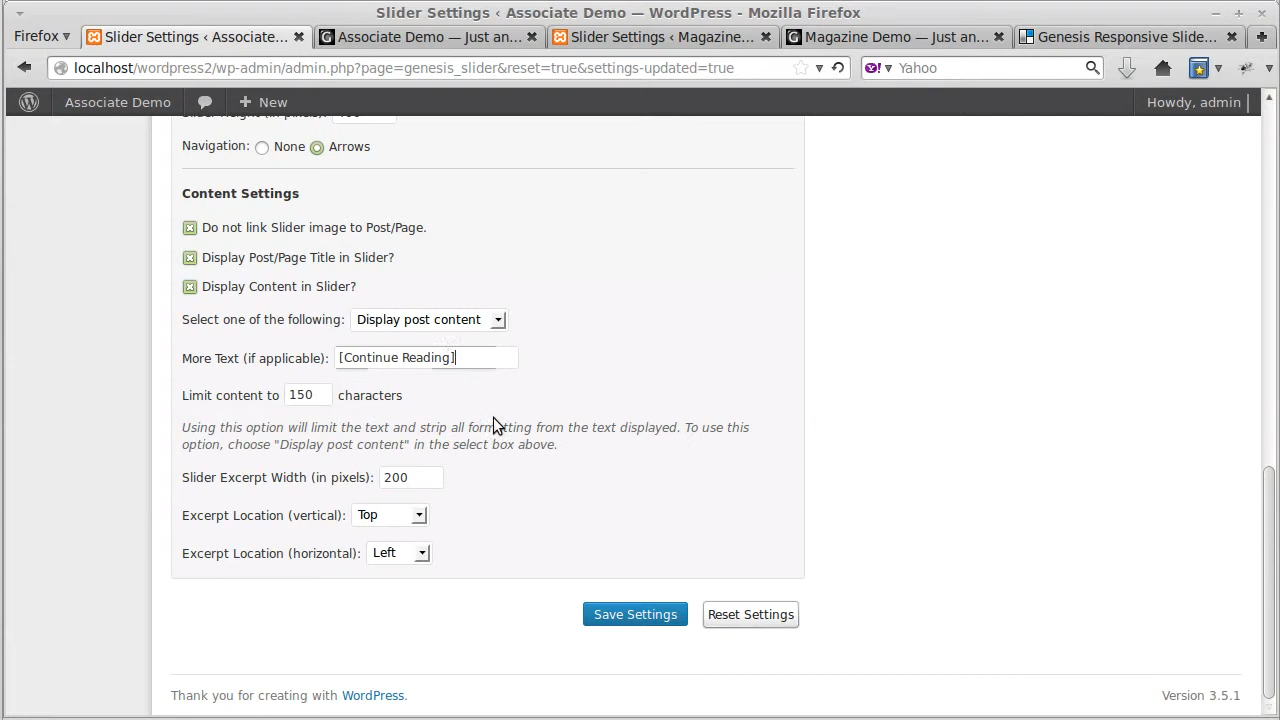 Slider Settings ‹ Associate Demo — WordPress - Mozilla Firefox
Firefox
Slider Settings ‹ Associate...
Associate Demo — Just an...
Slider Settings ‹ Magazine...
Magazine Demo — Just an...
Genesis Responsive Slide...
localhost/wordpress2/wp-admin/admin.php?page=genesis_slider&reset=true&settings-updated=true
Yahoo
Associate Demo
New
Howdy, admin
Navigation: None Arrows
Content Settings
Do not link Slider image to Post/Page.
Display Post/Page Title in Slider?
Display Content in Slider?
Select one of the following: Display post content
More Text (if applicable): [Continue Reading]
Limit content to 150 characters
Using this option will limit the text and strip all formatting from the text displayed. To use this
option, choose "Display post content" in the select box above.
Slider Excerpt Width (in pixels): 200
Excerpt Location (vertical): Top
Excerpt Location (horizontal): Left
Save Settings
Reset Settings
Thank you for creating with WordPress.
Version 3.5.1